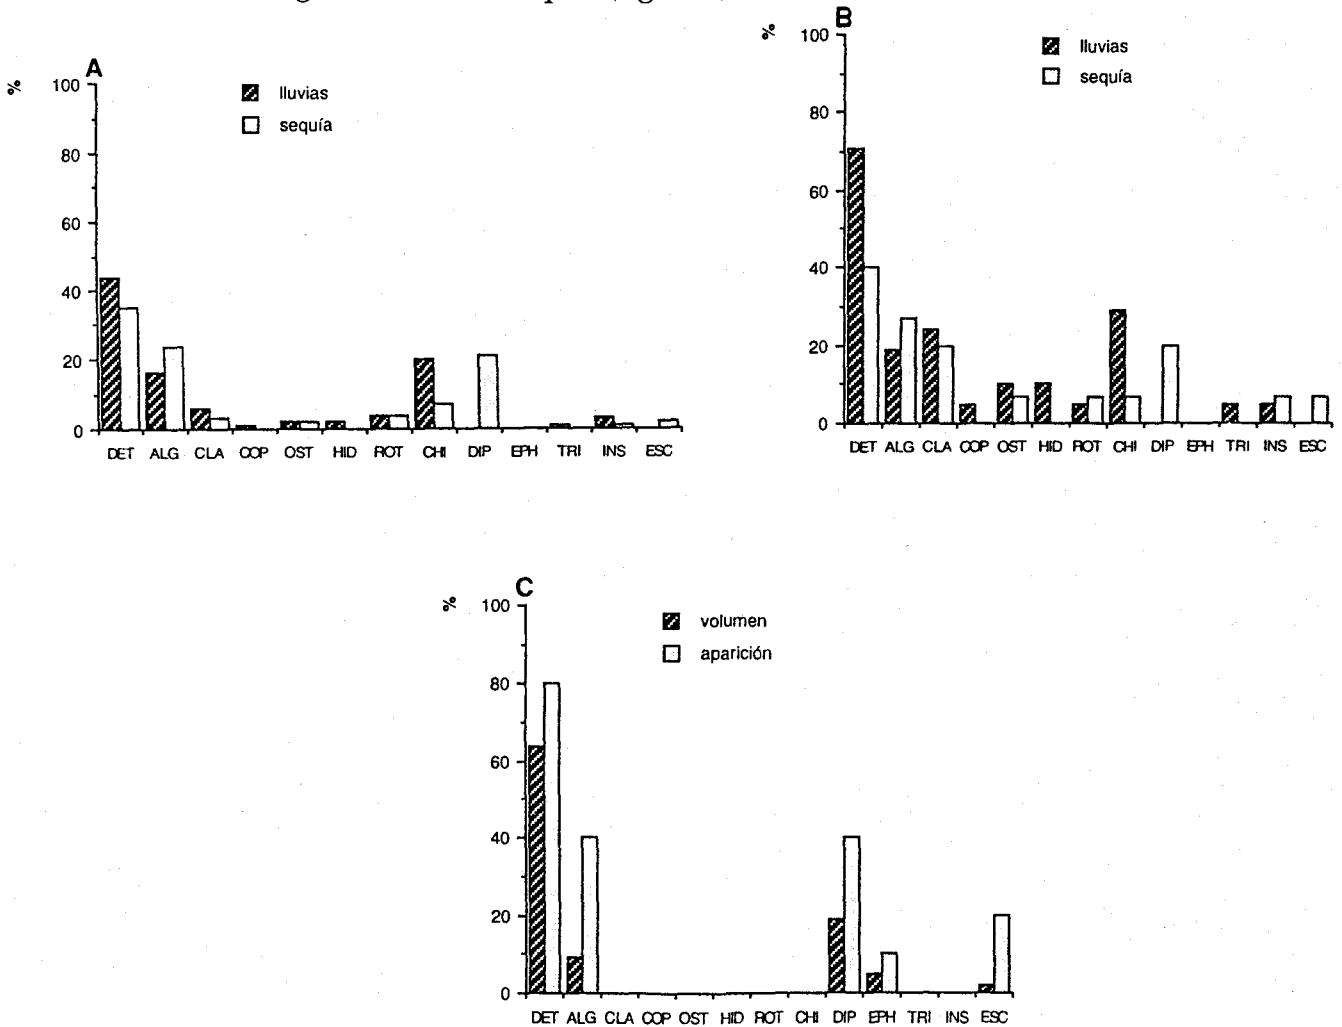 A
%
100
80
60
40
20
0
lluvias
sequía
DET ALG CLA COP OST HID ROT CHI DIP EPH TRI INS ESC
B
%
100
80
60
40
20
0
lluvias
sequía
DET ALG CLA COP OST HID ROT CHI DIP EPH TRI INS ESC
C
%
100
80
60
40
20
0
volumen
aparición
DET ALG CLA COP OST HID ROT CHI DIP EPH TRI INS ESC